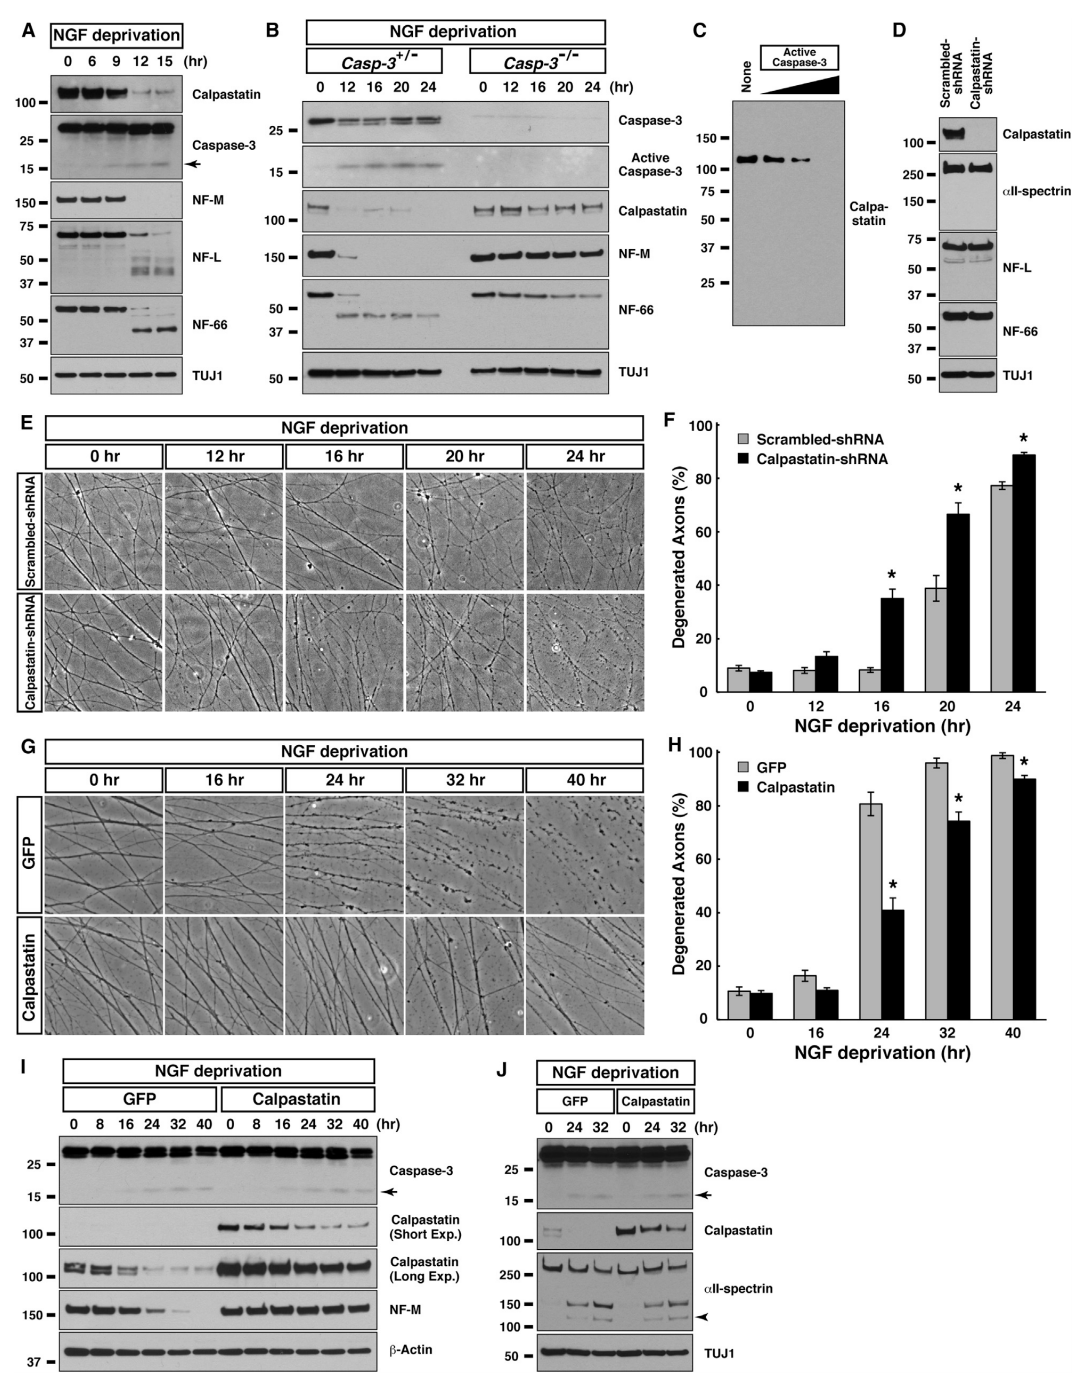 A
NGF deprivation
0 6 9 12 15 (hr)
100
Calpastatin
25
15
Caspase-3
150
NF-M
75
50
37
NF-L
50
37
NF-66
50
TUJ1
B
NGF deprivation
Casp-3+/–
Casp-3–/–
0 12 16 20 24
0 12 16 20 24 (hr)
25
Caspase-3
15
Active
Caspase-3
100
Calpastatin
150
NF-M
50
37
NF-66
50
TUJ1
C
None
Active
Caspase-3
150
100
75
50
37
25
Calpa-
statin
D
Scrambled-
shRNA
Calpastatin-
shRNA
100
Calpastatin
250
150
αII-spectrin
75
50
37
NF-L
50
37
NF-66
50
TUJ1
E
NGF deprivation
0 hr 12 hr 16 hr 20 hr 24 hr
Scrambled-shRNA
Calpastatin-shRNA
F
Degenerated Axons (%)
100
80
60
40
20
0
Scrambled-shRNA
Calpastatin-shRNA
*
*
*
0 12 16 20 24
NGF deprivation (hr)
G
NGF deprivation
0 hr 16 hr 24 hr 32 hr 40 hr
GFP
Calpastatin
H
Degenerated Axons (%)
100
80
60
40
20
0
GFP
Calpastatin
*
*
*
0 16 24 32 40
NGF deprivation (hr)
I
NGF deprivation
GFP
Calpastatin
0 8 16 24 32 40 0 8 16 24 32 40 (hr)
25
15
Caspase-3
100
Calpastatin
(Short Exp.)
100
Calpastatin
(Long Exp.)
150
NF-M
37
β-Actin
J
NGF deprivation
GFP
Calpastatin
0 24 32 0 24 32 (hr)
25
15
Caspase-3
100
Calpastatin
250
150
100
αII-spectrin
50
TUJ1